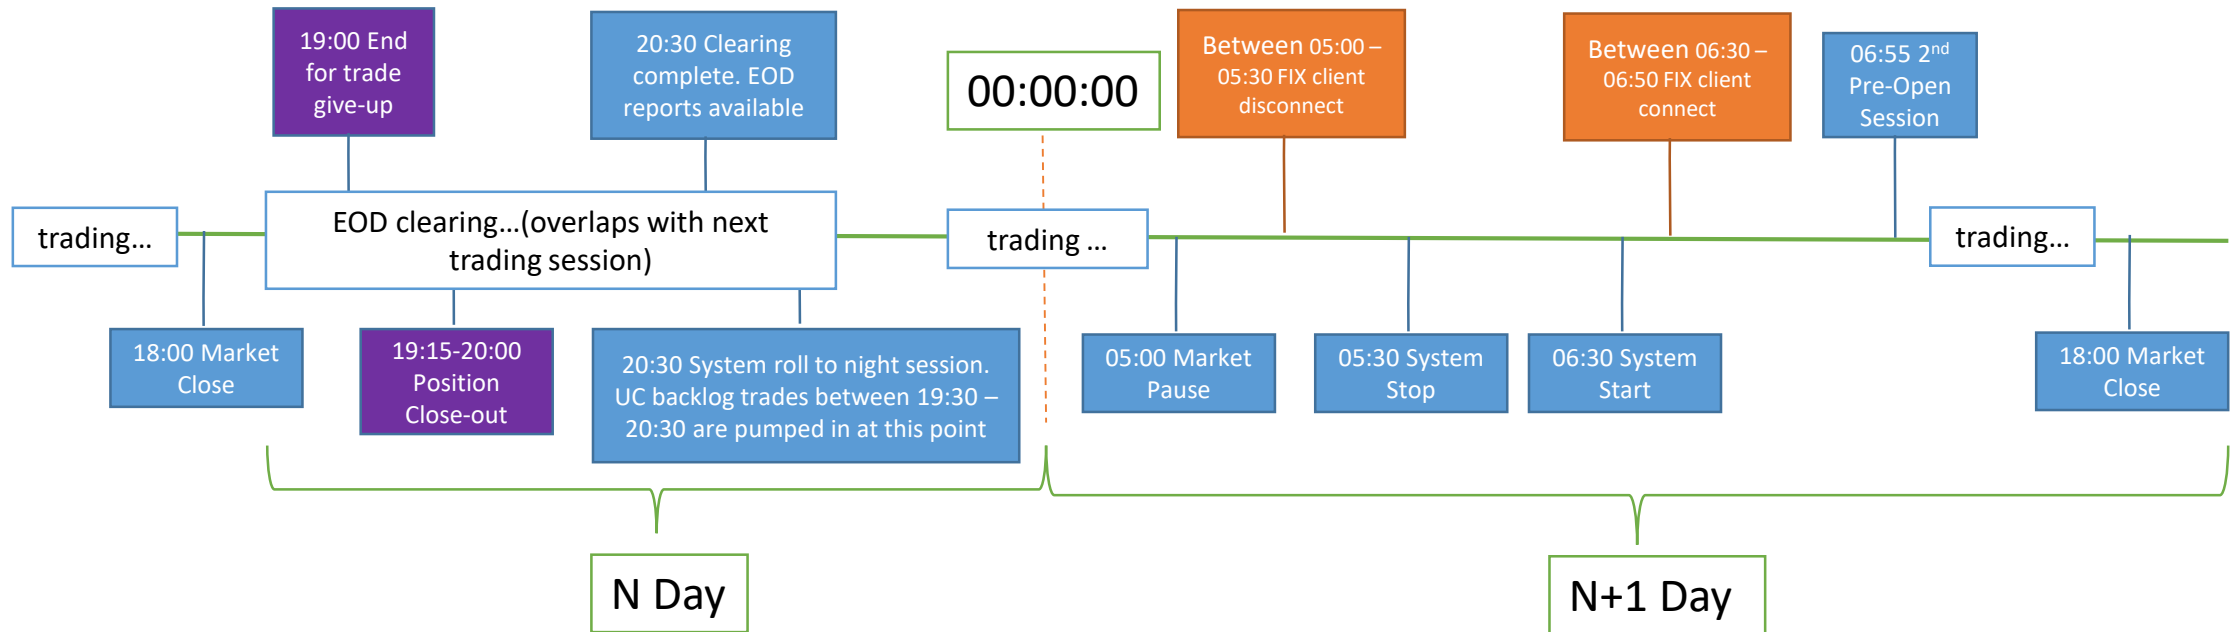 19:00 End
for trade
give-up
20:30 Clearing
complete. EOD
reports available
00:00:00
Between 05:00 –
05:30 FIX client
disconnect
Between 06:30 –
06:50 FIX client
connect
06:55 2nd
Pre-Open
Session
trading...
EOD clearing...(overlaps with next
trading session)
trading ...
trading...
18:00 Market
Close
19:15-20:00
Position
Close-out
20:30 System roll to night session.
UC backlog trades between 19:30 –
20:30 are pumped in at this point
05:00 Market
Pause
05:30 System
Stop
06:30 System
Start
18:00 Market
Close
N Day
N+1 Day